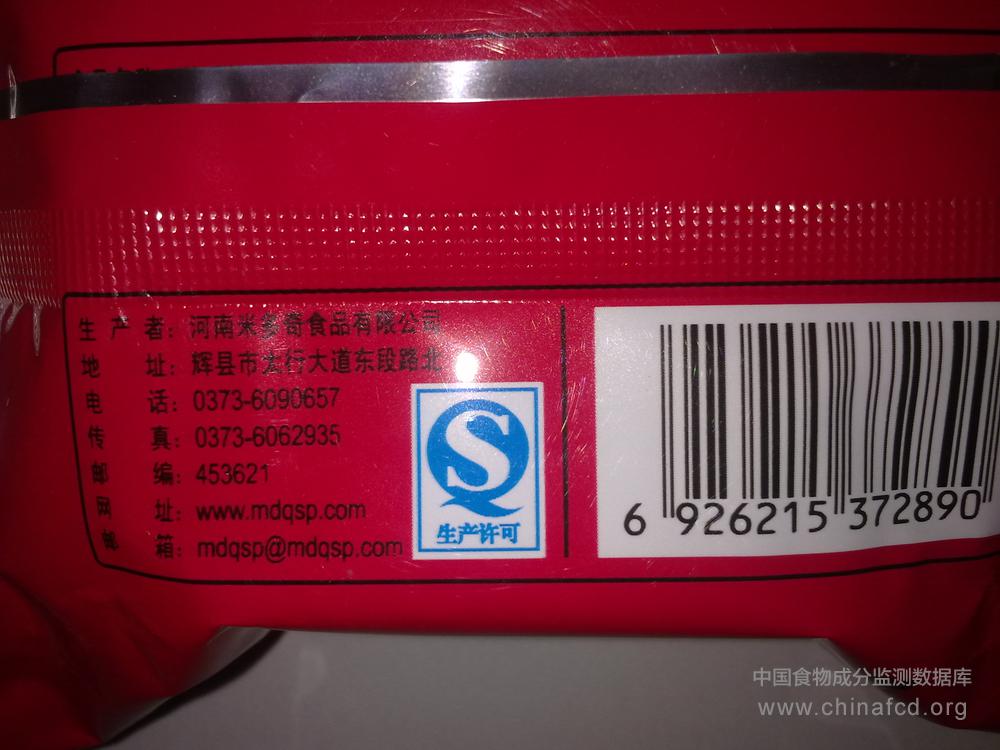 生产者：河南米多奇食品有限公司
地址：辉县市太行大道东段路北
电话：0373-6090657
传真：0373-6062935
邮编：453621
网址：www.mdqsp.com
邮箱：mdqsp@mdqsp.com
生产许可
6 926215 372890
中国食物成分监测数据库
www.chinafcd.org